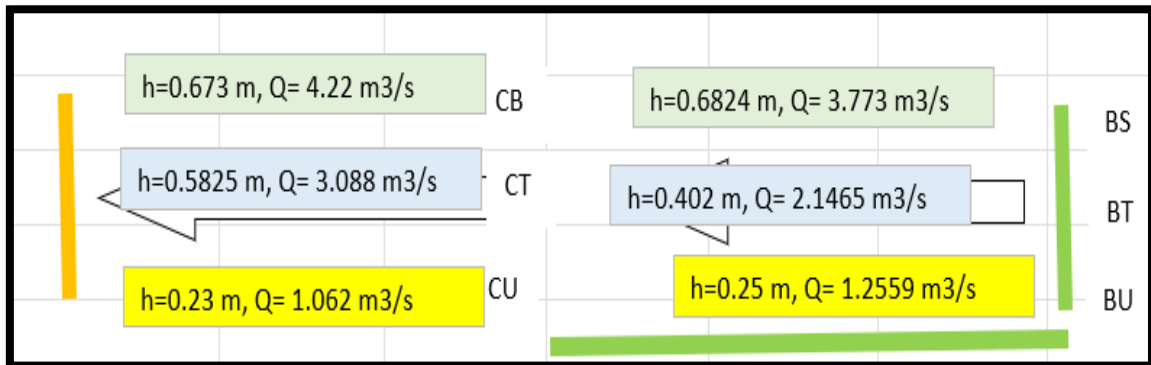 h=0.673 m, Q= 4.22 m3/s
CB
h=0.6824 m, Q= 3.773 m3/s
BS
h=0.5825 m, Q= 3.088 m3/s
CT
h=0.402 m, Q= 2.1465 m3/s
BT
h=0.23 m, Q= 1.062 m3/s
CU
h=0.25 m, Q= 1.2559 m3/s
BU